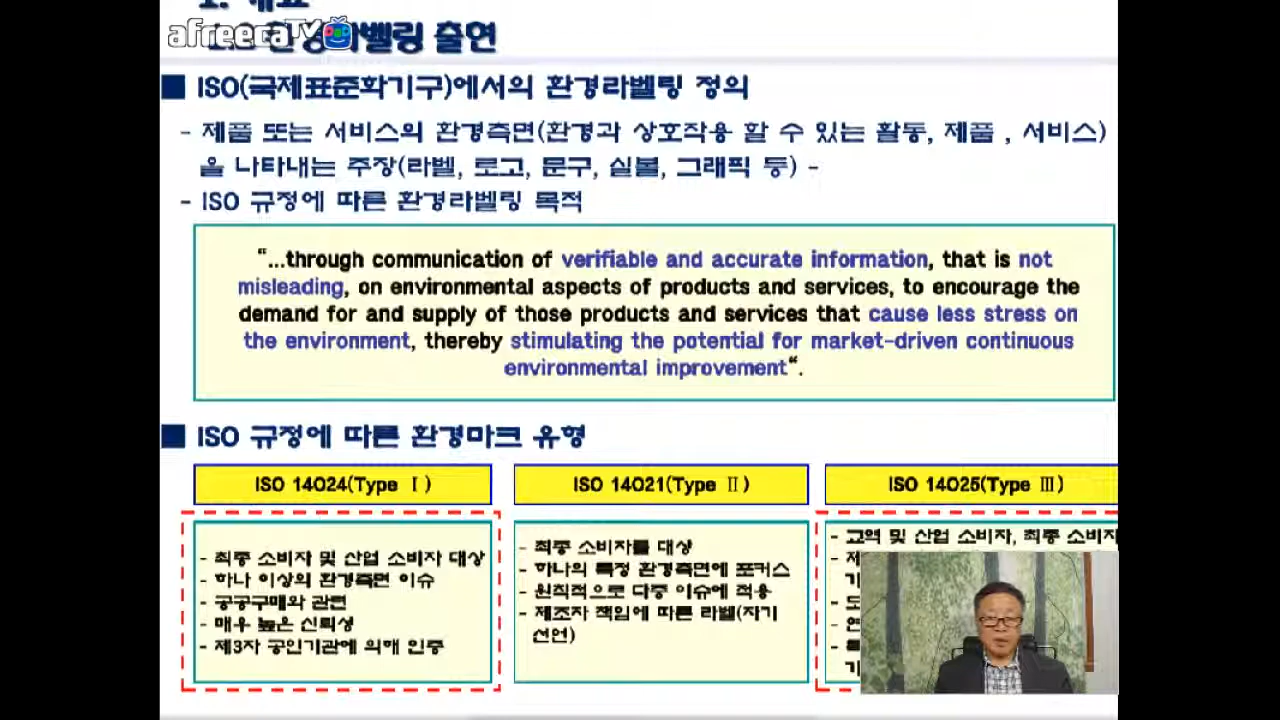 1. 개요
afreecaTV
환경라벨링 출연
■ ISO(국제표준화기구)에서의 환경라벨링 정의
- 제품 또는 서비스의 환경측면(환경과 상호작용 할 수 있는 활동, 제품 , 서비스)
을 나타내는 주장(라벨, 로고, 문구, 심볼, 그래픽 등) -
- ISO 규정에 따른 환경라벨링 목적
“...through communication of verifiable and accurate information, that is not
misleading, on environmental aspects of products and services, to encourage the
demand for and supply of those products and services that cause less stress on
the environment, thereby stimulating the potential for market-driven continuous
environmental improvement“.
■ ISO 규정에 따른 환경마크 유형
ISO 14024(Type Ⅰ)
- 최종 소비자 및 산업 소비자 대상
- 하나 이상의 환경측면 이슈
- 공공구매와 관련
- 매우 높은 신뢰성
- 제3자 공인기관에 의해 인증
ISO 14021(Type Ⅱ)
- 최종 소비자를 대상
- 하나의 특정 환경측면에 포커스
- 원칙적으로 다중 이슈에 적용
- 제조자 책임에 따른 라벨(자기
선언)
ISO 14025(Type Ⅲ)
- 교역 및 산업 소비자, 최종 소비자